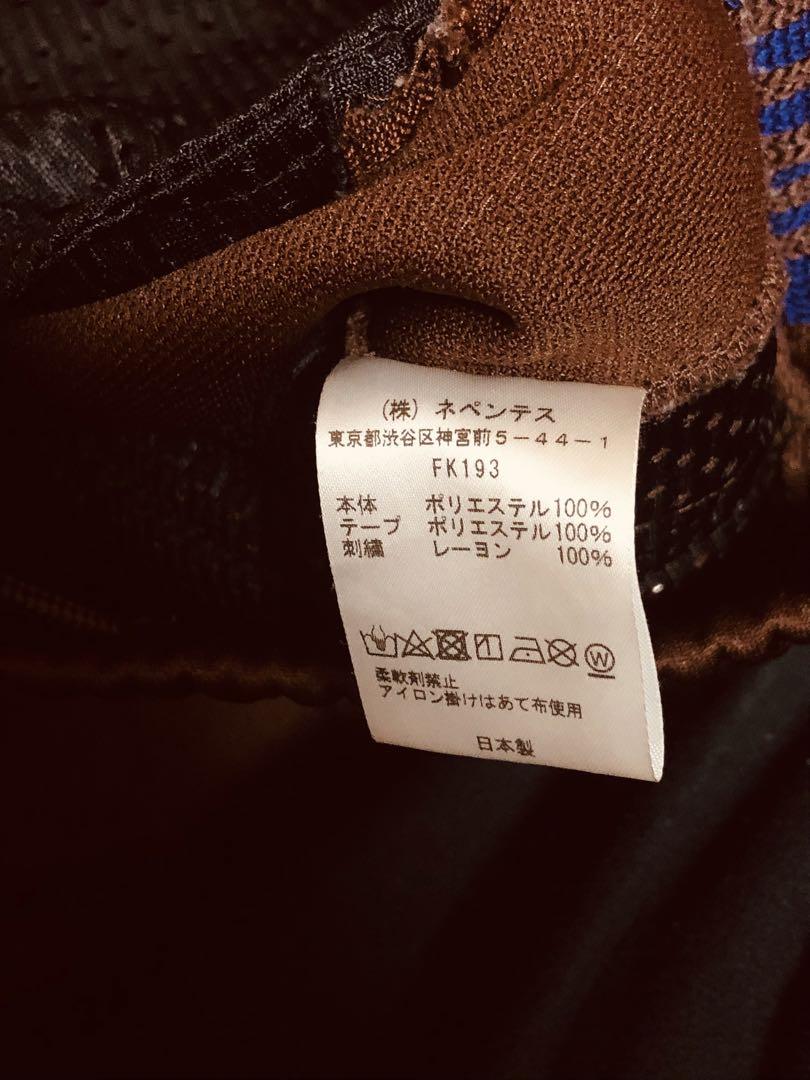 (株) ネペンテス
東京都渋谷区神宮前5-44-1
FK193
本体 ポリエステル100%
テープ ポリエステル100%
刺繍 レーヨン 100%
W
柔軟剤禁止
アイロン掛けはあて布使用
日本製